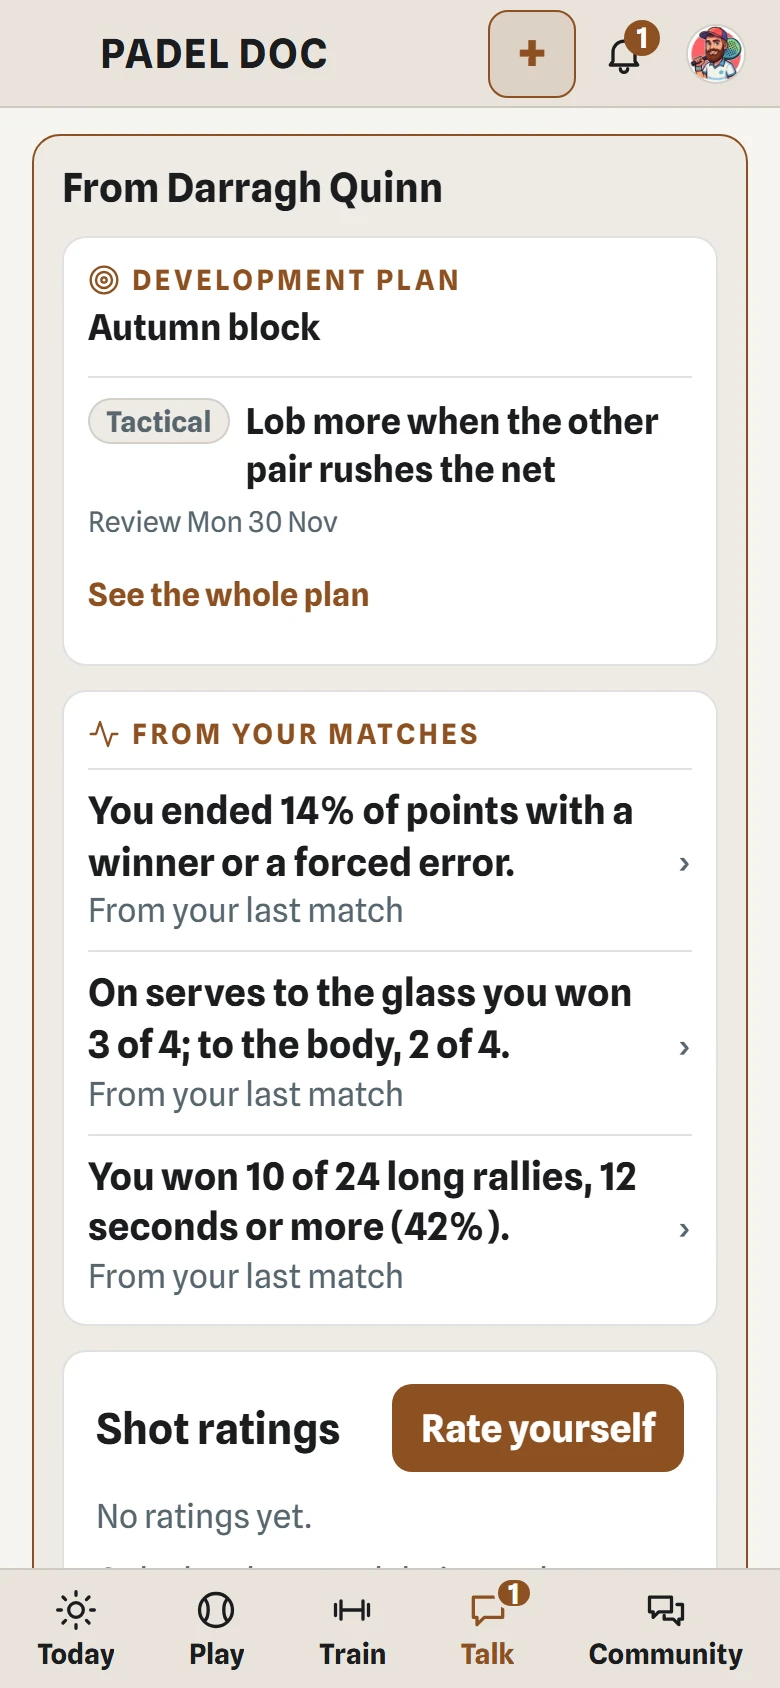 PADEL DOC
+
1
From Darragh Quinn
DEVELOPMENT PLAN
Autumn block
Tactical
Lob more when the other
pair rushes the net
Review Mon 30 Nov
See the whole plan
FROM YOUR MATCHES
You ended 14% of points with a
winner or a forced error.
From your last match
On serves to the glass you won
3 of 4; to the body, 2 of 4.
From your last match
You won 10 of 24 long rallies, 12
seconds or more (42%).
From your last match
Shot ratings
Rate yourself
No ratings yet.
1
Today
Play
Train
Talk
Community